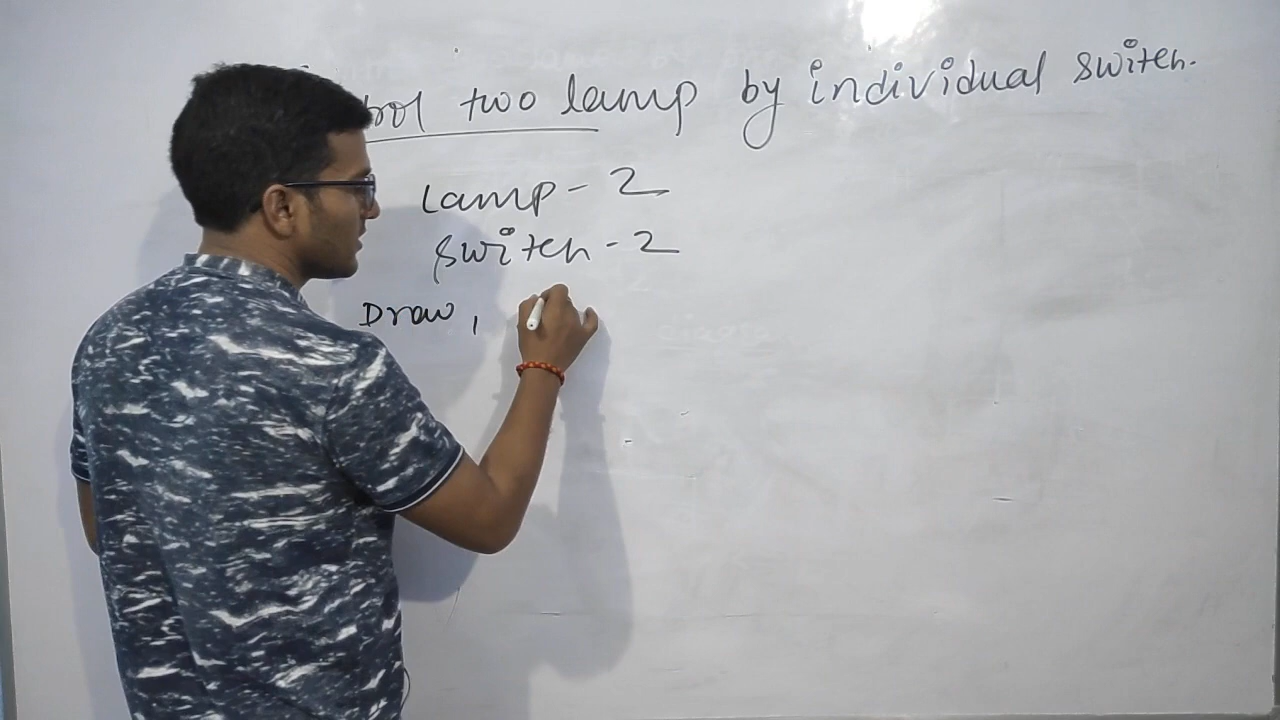 two lamp by individual switch.
Lamp - 2
switch - 2
Draw,